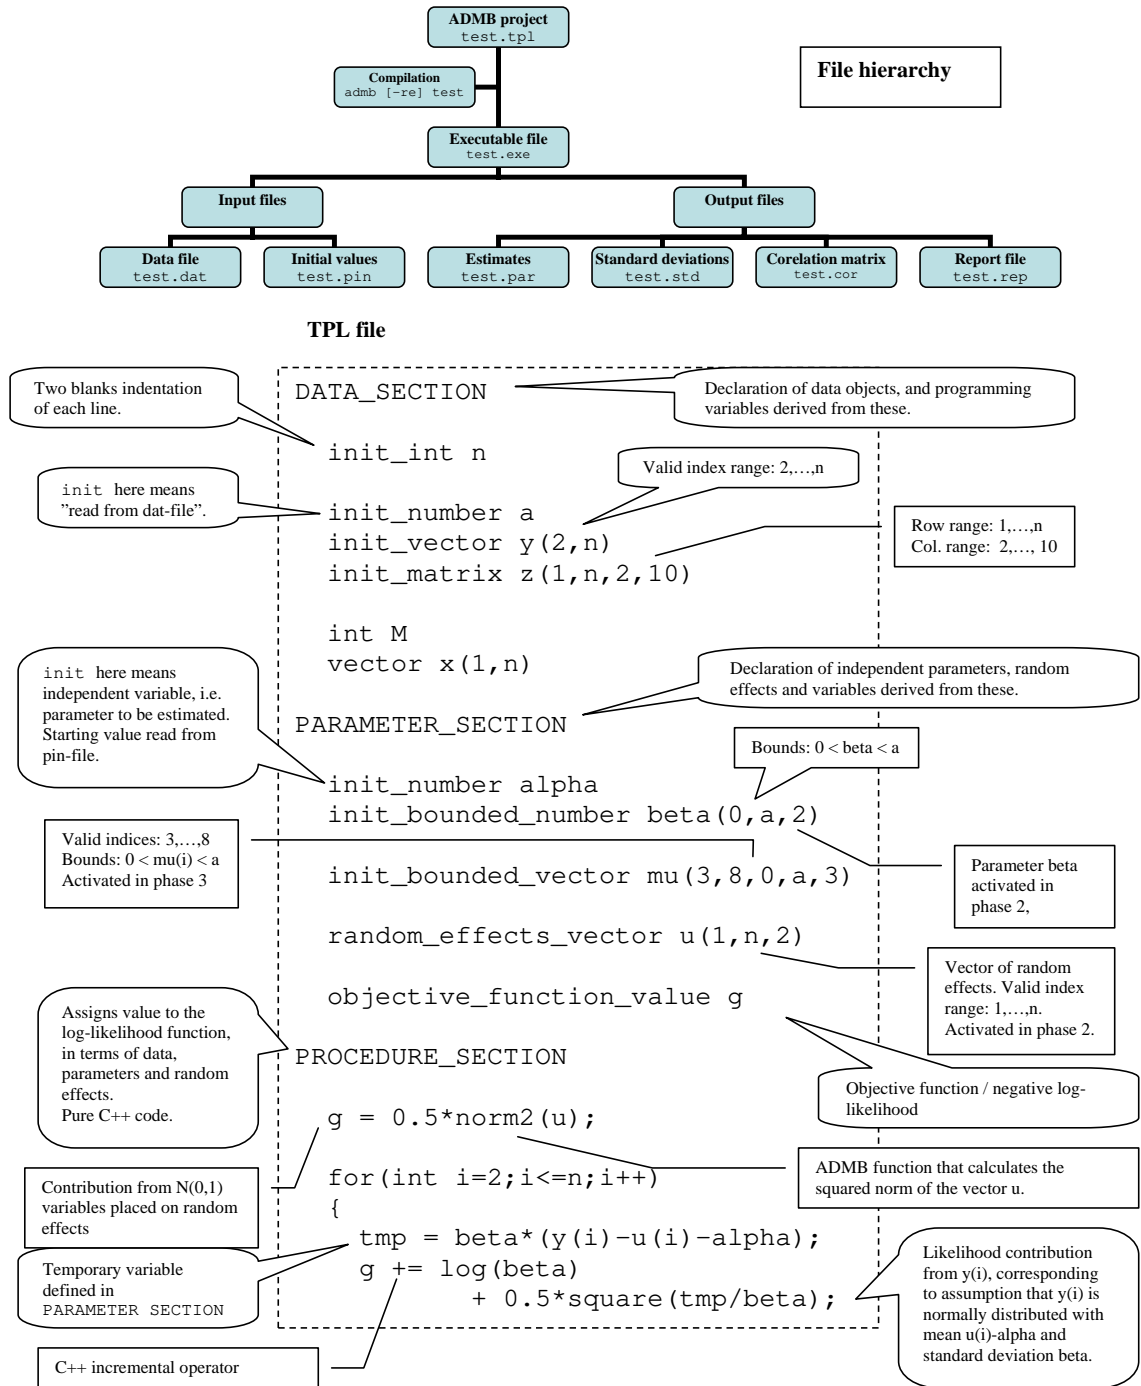 ADMB project
test.tpl
File hierarchy
Compilation
admb [-re] test
Executable file
test.exe
Input files
Output files
Data file
test.dat
Initial values
test.pin
Estimates
test.par
Standard deviations
test.std
Corelation matrix
test.cor
Report file
test.rep
TPL file
Two blanks indentation
of each line.
DATA_SECTION
Declaration of data objects, and programming
variables derived from these.
init_int n
Valid index range: 2,…,n
init here means
”read from dat-file”.
init_number a
init_vector y(2,n)
init_matrix z(1,n,2,10)
Row range: 1,…,n
Col. range: 2,…, 10
int M
vector x(1,n)
init here means
independent variable, i.e.
parameter to be estimated.
Starting value read from
pin-file.
Declaration of independent parameters, random
effects and variables derived from these.
PARAMETER_SECTION
Bounds: 0 < beta < a
init_number alpha
init_bounded_number beta(0,a,2)
Valid indices: 3,…,8
Bounds: 0 < mu(i) < a
Activated in phase 3
Parameter beta
activated in
phase 2,
init_bounded_vector mu(3,8,0,a,3)
random_effects_vector u(1,n,2)
Vector of random
effects. Valid index
range: 1,…,n.
Activated in phase 2.
objective_function_value g
Assigns value to the
log-likelihood function,
in terms of data,
parameters and random
effects.
Pure C++ code.
PROCEDURE_SECTION
Objective function / negative log-
likelihood
g = 0.5*norm2(u);
ADMB function that calculates the
squared norm of the vector u.
Contribution from N(0,1)
variables placed on random
effects
for(int i=2;i<=n;i++)
{
tmp = beta*(y(i)-u(i)-alpha);
g += log(beta)
+ 0.5*square(tmp/beta);
Temporary variable
defined in
PARAMETER SECTION
Likelihood contribution
from y(i), corresponding
to assumption that y(i) is
normally distributed with
mean u(i)-alpha and
standard deviation beta.
C++ incremental operator